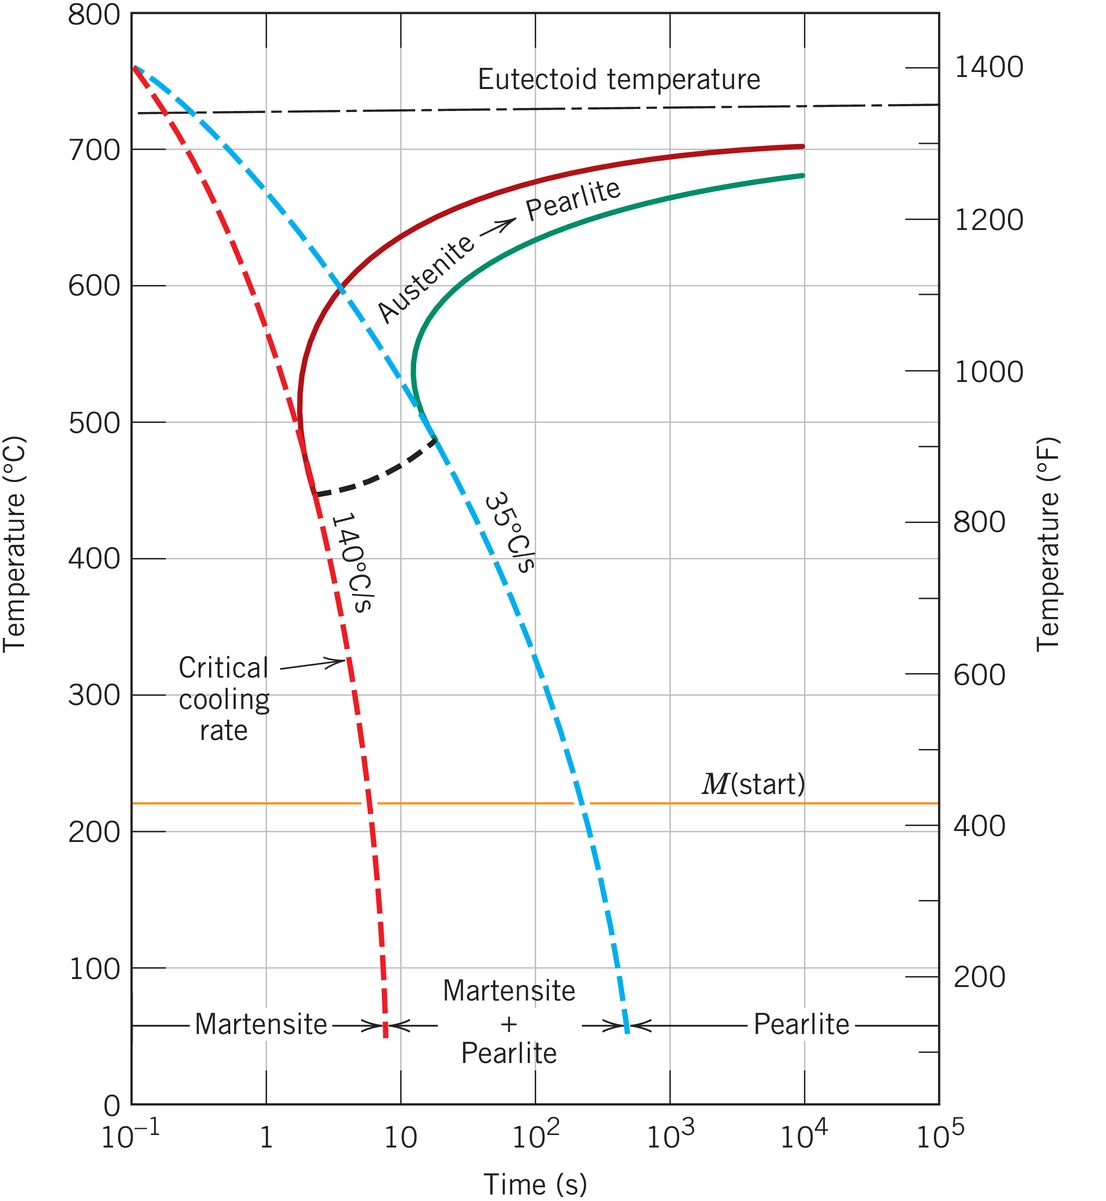 800
700
600
500
400
300
200
100
0
Temperature (°C)
Eutectoid temperature
Austenite → Pearlite
140°C/s
35°C/s
Critical
cooling
rate
M(start)
Martensite
Martensite
+
Pearlite
Pearlite
1400
1200
1000
800
600
400
200
Temperature (°F)
10⁻¹ 1 10 10² 10³ 10⁴ 10⁵
Time (s)